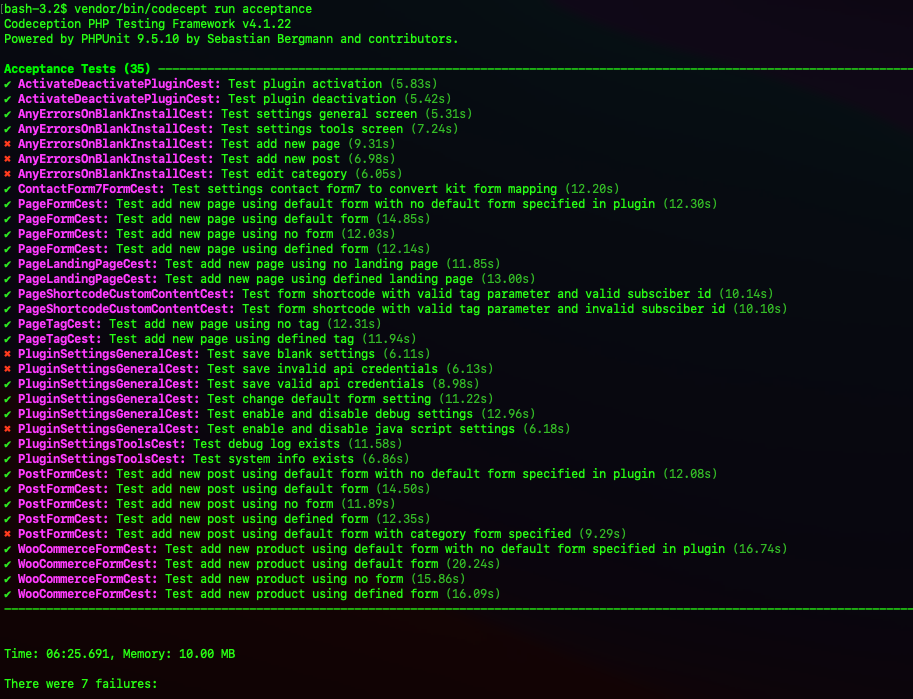 [bash-3.2$ vendor/bin/codecept run acceptance
Codeception PHP Testing Framework v4.1.22
Powered by PHPUnit 9.5.10 by Sebastian Bergmann and contributors.
Acceptance Tests (35) ----------------------------------------
✔ ActivateDeactivatePluginCest: Test plugin activation (5.83s)
✔ ActivateDeactivatePluginCest: Test plugin deactivation (5.42s)
✔ AnyErrorsOnBlankInstallCest: Test settings general screen (5.31s)
✔ AnyErrorsOnBlankInstallCest: Test settings tools screen (7.24s)
✖ AnyErrorsOnBlankInstallCest: Test add new page (9.31s)
✖ AnyErrorsOnBlankInstallCest: Test add new post (6.98s)
✖ AnyErrorsOnBlankInstallCest: Test edit category (6.05s)
✔ ContactForm7FormCest: Test settings contact form7 to convert kit form mapping (12.20s)
✔ PageFormCest: Test add new page using default form with no default form specified in plugin (12.30s)
✔ PageFormCest: Test add new page using default form (14.85s)
✔ PageFormCest: Test add new page using no form (12.03s)
✔ PageFormCest: Test add new page using defined form (12.14s)
✔ PageLandingPageCest: Test add new page using no landing page (11.85s)
✔ PageLandingPageCest: Test add new page using defined landing page (13.00s)
✔ PageShortcodeCustomContentCest: Test form shortcode with valid tag parameter and valid subsciber id (10.14s)
✔ PageShortcodeCustomContentCest: Test form shortcode with valid tag parameter and invalid subsciber id (10.10s)
✔ PageTagCest: Test add new page using no tag (12.31s)
✔ PageTagCest: Test add new page using defined tag (11.94s)
✖ PluginSettingsGeneralCest: Test save blank settings (6.11s)
✖ PluginSettingsGeneralCest: Test save invalid api credentials (6.13s)
✔ PluginSettingsGeneralCest: Test save valid api credentials (8.98s)
✔ PluginSettingsGeneralCest: Test change default form setting (11.22s)
✔ PluginSettingsGeneralCest: Test enable and disable debug settings (12.96s)
✖ PluginSettingsGeneralCest: Test enable and disable java script settings (6.18s)
✔ PluginSettingsToolsCest: Test debug log exists (11.58s)
✔ PluginSettingsToolsCest: Test system info exists (6.86s)
✔ PostFormCest: Test add new post using default form with no default form specified in plugin (12.08s)
✔ PostFormCest: Test add new post using default form (14.50s)
✔ PostFormCest: Test add new post using no form (11.89s)
✔ PostFormCest: Test add new post using defined form (12.35s)
✖ PostFormCest: Test add new post using default form with category form specified (9.29s)
✔ WooCommerceFormCest: Test add new product using default form with no default form specified in plugin (16.74s)
✔ WooCommerceFormCest: Test add new product using default form (20.24s)
✔ WooCommerceFormCest: Test add new product using no form (15.86s)
✔ WooCommerceFormCest: Test add new product using defined form (16.09s)
----------------------------------------
Time: 06:25.691, Memory: 10.00 MB
There were 7 failures: